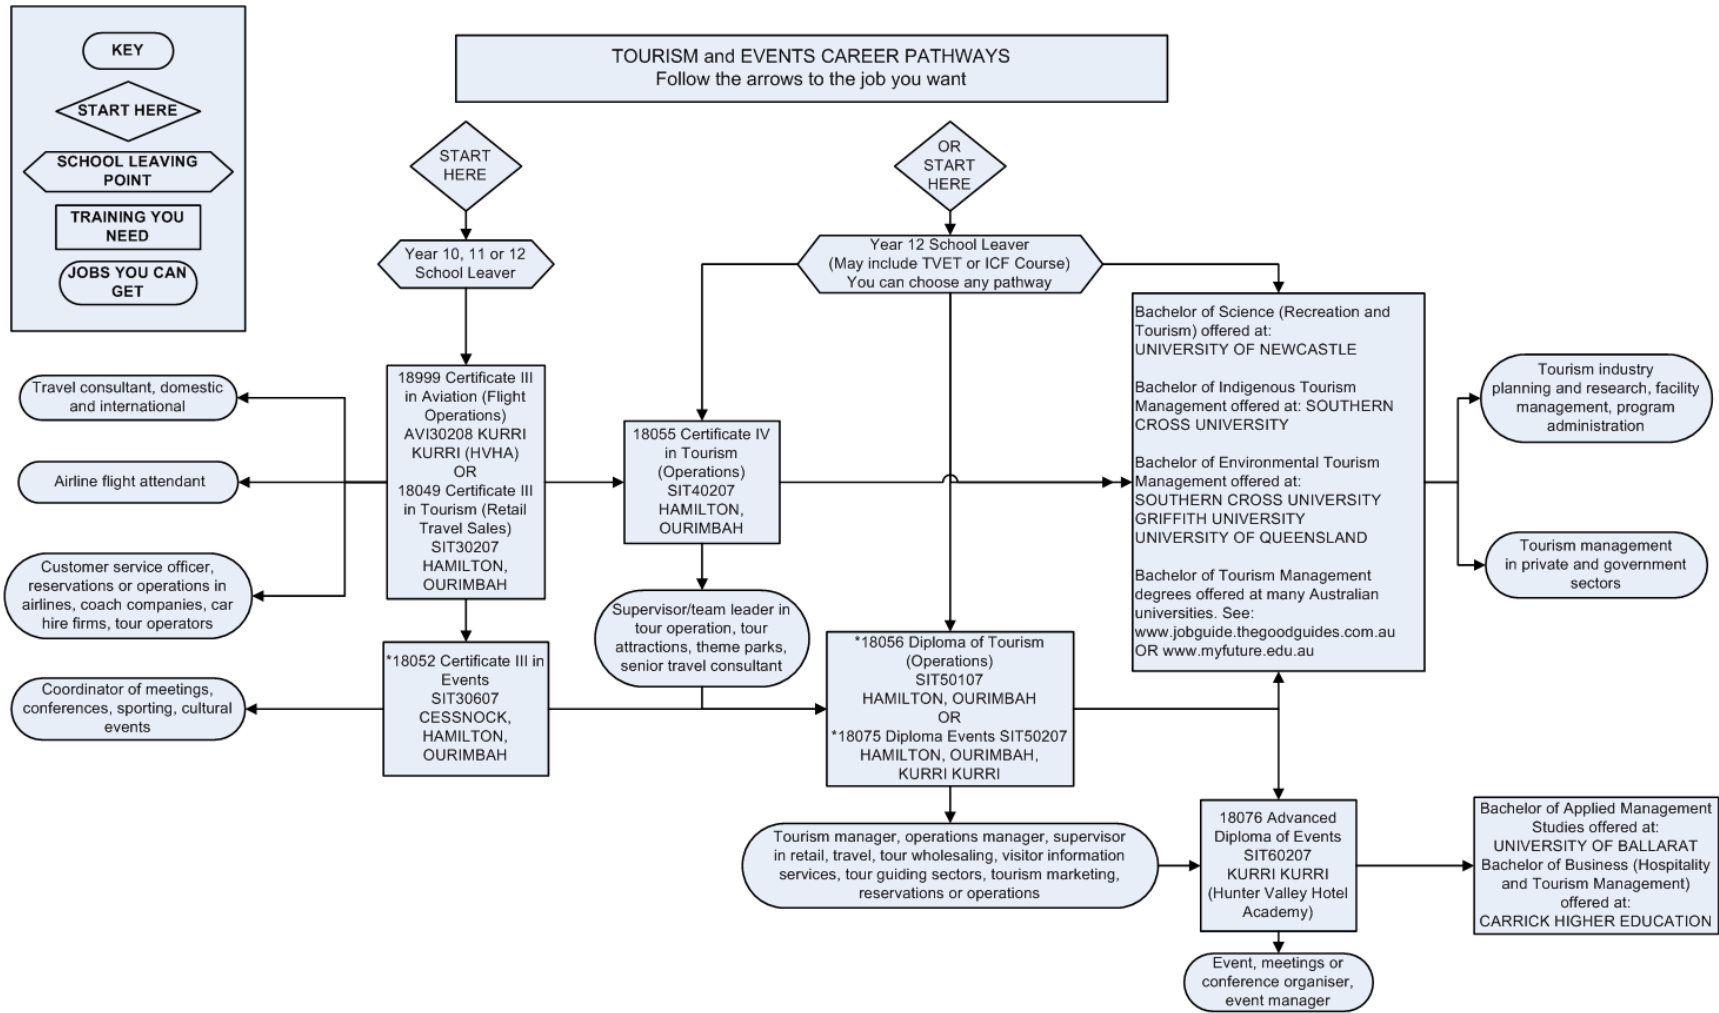 KEY
START HERE
SCHOOL LEAVING
POINT
TRAINING YOU
NEED
JOBS YOU CAN
GET
TOURISM and EVENTS CAREER PATHWAYS
Follow the arrows to the job you want
START
HERE
OR
START
HERE
Year 10, 11 or 12
School Leaver
Year 12 School Leaver
(May include TVET or ICF Course)
You can choose any pathway
Travel consultant, domestic
and international
Airline flight attendant
Customer service officer,
reservations or operations in
airlines, coach companies, car
hire firms, tour operators
Coordinator of meetings,
conferences, sporting, cultural
events
18999 Certificate III
in Aviation (Flight
Operations)
AVI30208 KURRI
KURRI (HVHA)
OR
18049 Certificate III
in Tourism (Retail
Travel Sales)
SIT30207
HAMILTON,
OURIMBAH
*18052 Certificate III in
Events
SIT30607
CESSNOCK,
HAMILTON,
OURIMBAH
18055 Certificate IV
in Tourism
(Operations)
SIT40207
HAMILTON,
OURIMBAH
Supervisor/team leader in
tour operation, tour
attractions, theme parks,
senior travel consultant
*18056 Diploma of Tourism
(Operations)
SIT50107
HAMILTON, OURIMBAH
OR
*18075 Diploma Events SIT50207
HAMILTON, OURIMBAH,
KURRI KURRI
Tourism manager, operations manager, supervisor
in retail, travel, tour wholesaling, visitor information
services, tour guiding sectors, tourism marketing,
reservations or operations
Bachelor of Science (Recreation and
Tourism) offered at:
UNIVERSITY OF NEWCASTLE
Bachelor of Indigenous Tourism
Management offered at: SOUTHERN
CROSS UNIVERSITY
Bachelor of Environmental Tourism
Management offered at:
SOUTHERN CROSS UNIVERSITY
GRIFFITH UNIVERSITY
UNIVERSITY OF QUEENSLAND
Bachelor of Tourism Management
degrees offered at many Australian
universities. See:
www.jobguide.thegoodguides.com.au
OR www.myfuture.edu.au
Tourism industry
planning and research, facility
management, program
administration
Tourism management
in private and government
sectors
18076 Advanced
Diploma of Events
SIT60207
KURRI KURRI
(Hunter Valley Hotel
Academy)
Event, meetings or
conference organiser,
event manager
Bachelor of Applied Management
Studies offered at:
UNIVERSITY OF BALLARAT
Bachelor of Business (Hospitality
and Tourism Management)
offered at:
CARRICK HIGHER EDUCATION